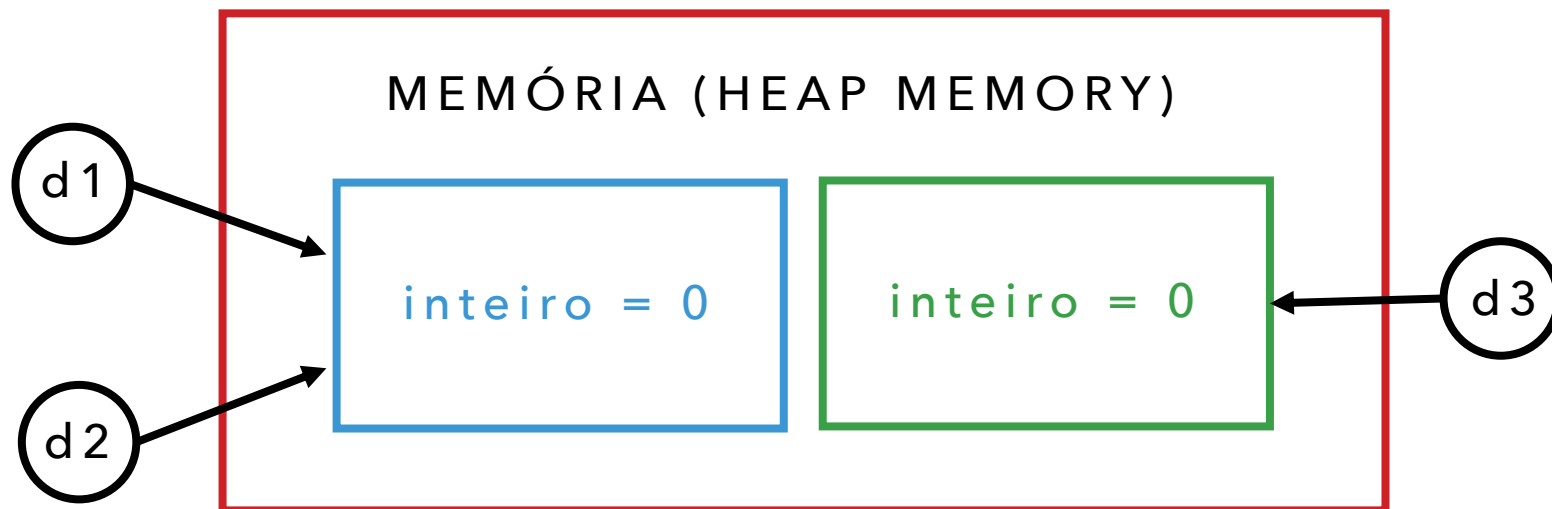 MEMÓRIA (HEAP MEMORY)
d1
inteiro = 0
inteiro = 0
d3
d2